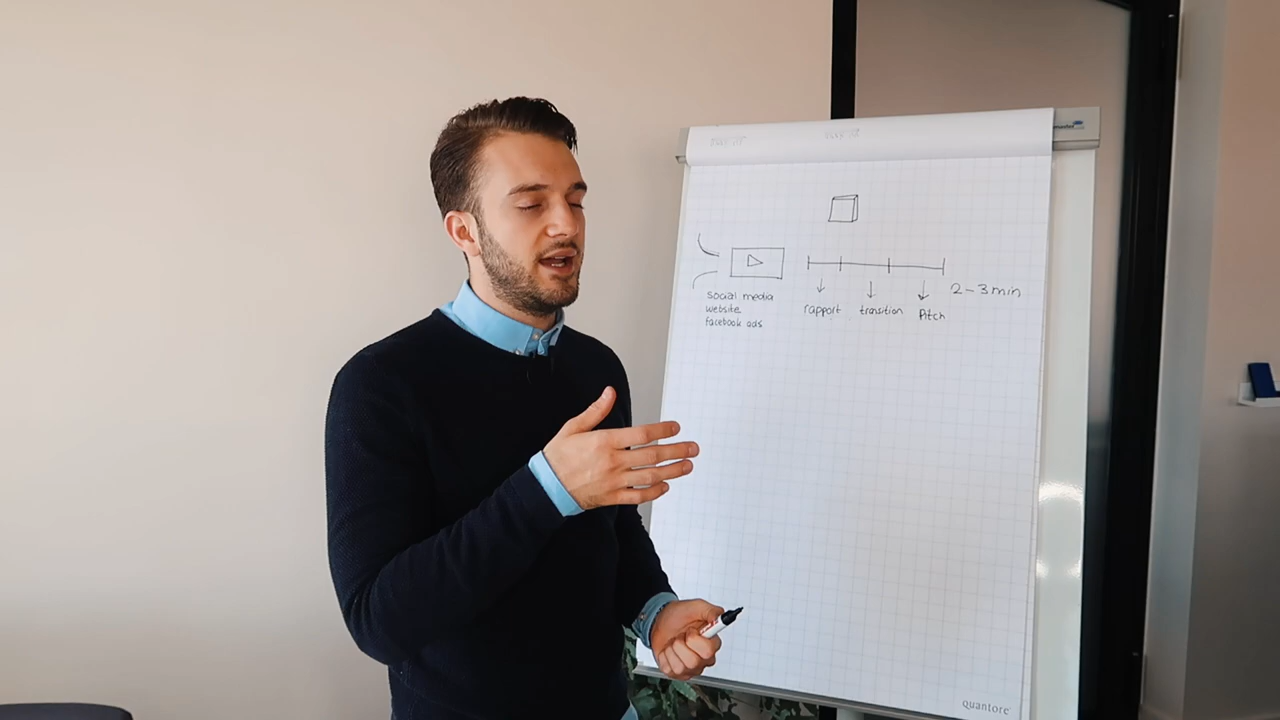 social media
website
facebook ads
rapport
transition
Pitch
2-3 min
quantore